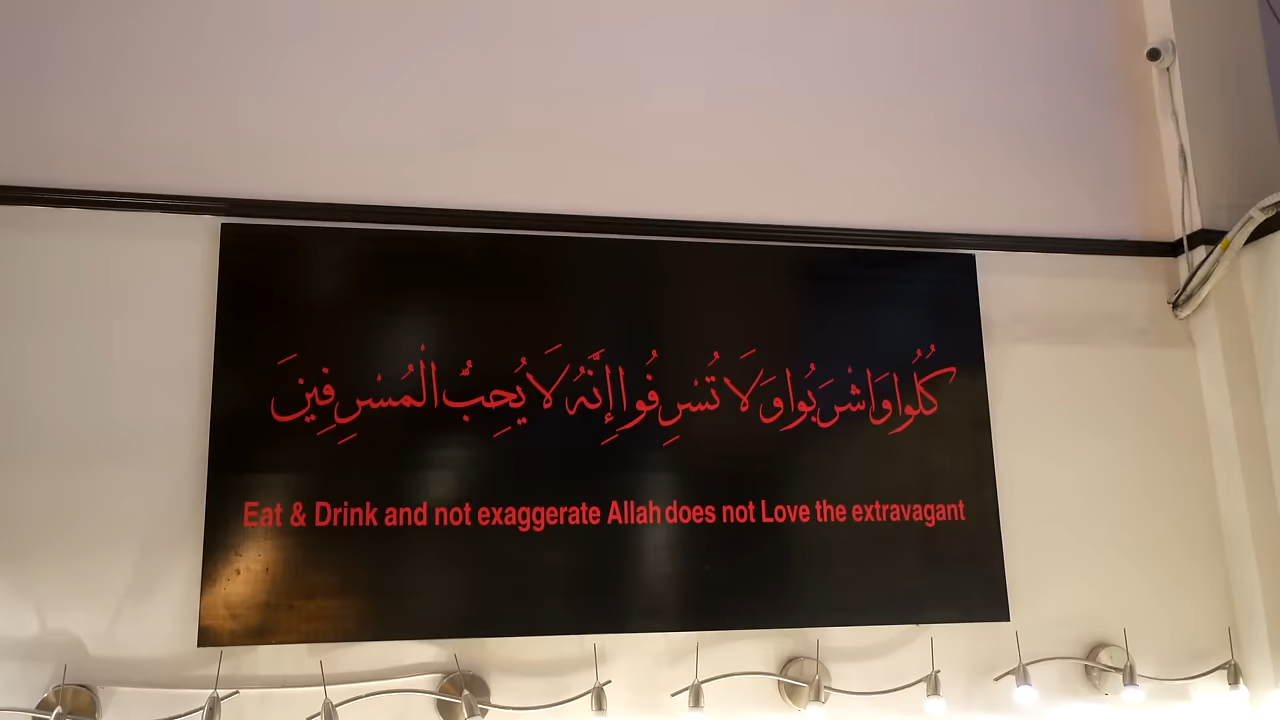 كُلُوا وَاشْرَبُوا وَلَا تُسْرِفُوا إِنَّهُ لَا يُحِبُّ الْمُسْرِفِينَ
Eat & Drink and not exaggerate Allah does not Love the extravagant